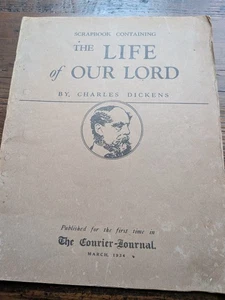 SCRAPBOOK CONTAINING
THE LIFE
of OUR LORD
BY CHARLES DICKENS
Published for the first time in
The Courier-Journal.
MARCH, 1934